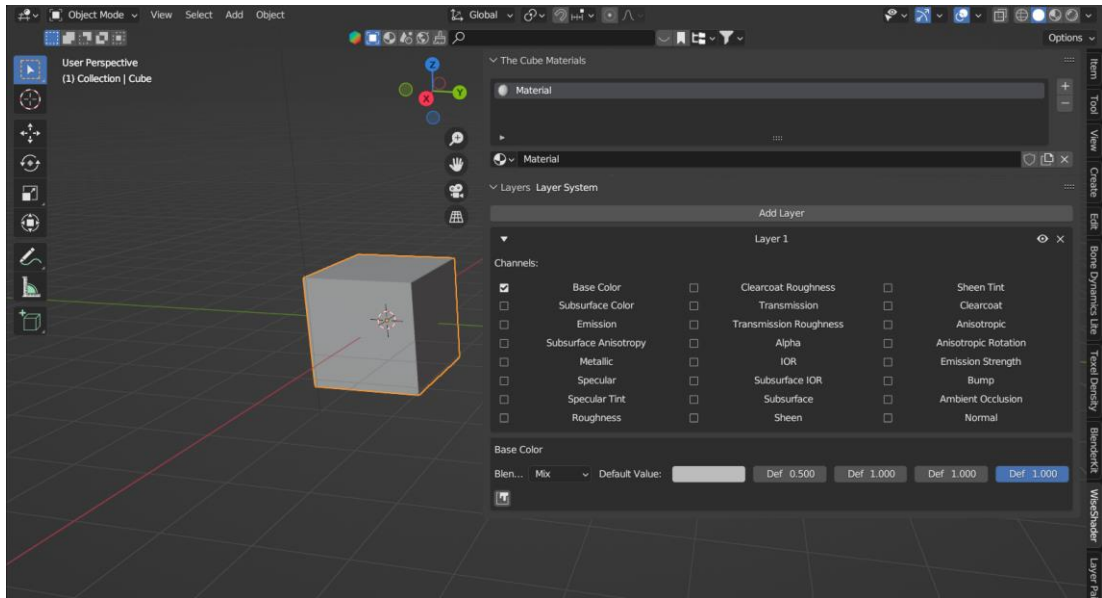 Object Mode View Select Add Object Global
Options
User Perspective
(1) Collection | Cube
Z
Y
X
The Cube Materials
Material
Material
Layers Layer System
Add Layer
Layer 1
Channels:
Base Color Clearcoat Roughness Sheen Tint
Subsurface Color Transmission Clearcoat
Emission Transmission Roughness Anisotropic
Subsurface Anisotropy Alpha Anisotropic Rotation
Metallic IOR Emission Strength
Specular Subsurface IOR Bump
Specular Tint Subsurface Ambient Occlusion
Roughness Sheen Normal
Base Color
Blen... Mix Default Value: Def 0.500 Def 1.000 Def 1.000 Def 1.000
Item
Tool
View
Create
Edit
Bone Dynamics Lite
Texel Density
BlenderKit
WiseShader
Layer Pa